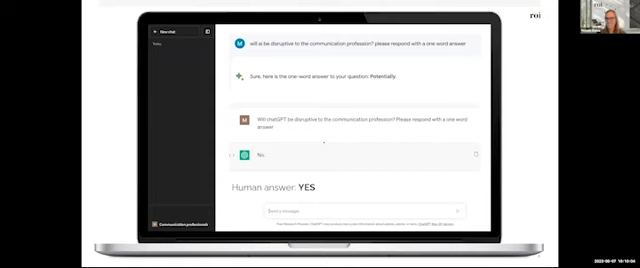 roi
+ New chat
Today
M will ai be disruptive to the communication profession? please respond with a one word answer
Sure, here is the one-word answer to your question: Potentially.
M Will chatGPT be disruptive to the communication profession? Please respond with a one word
answer
No.
Human answer: YES
Send a message...
Communication professionals
2023-06-07 18:10:04